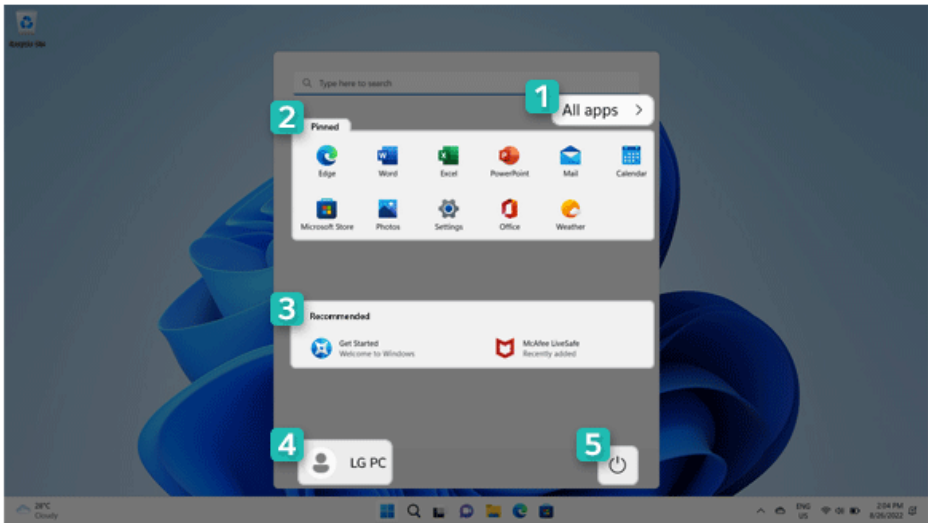 Type here to search
1
All apps
2
Pinned
Edge
Word
Excel
PowerPoint
Mail
Calendar
Microsoft Store
Photos
Settings
Office
Weather
3
Recommended
Get Started
Welcome to Windows
McAfee LiveSafe
Recently added
4
LG PC
5
28°C
Cloudy
ENG
US
2:04 PM
8/26/2022